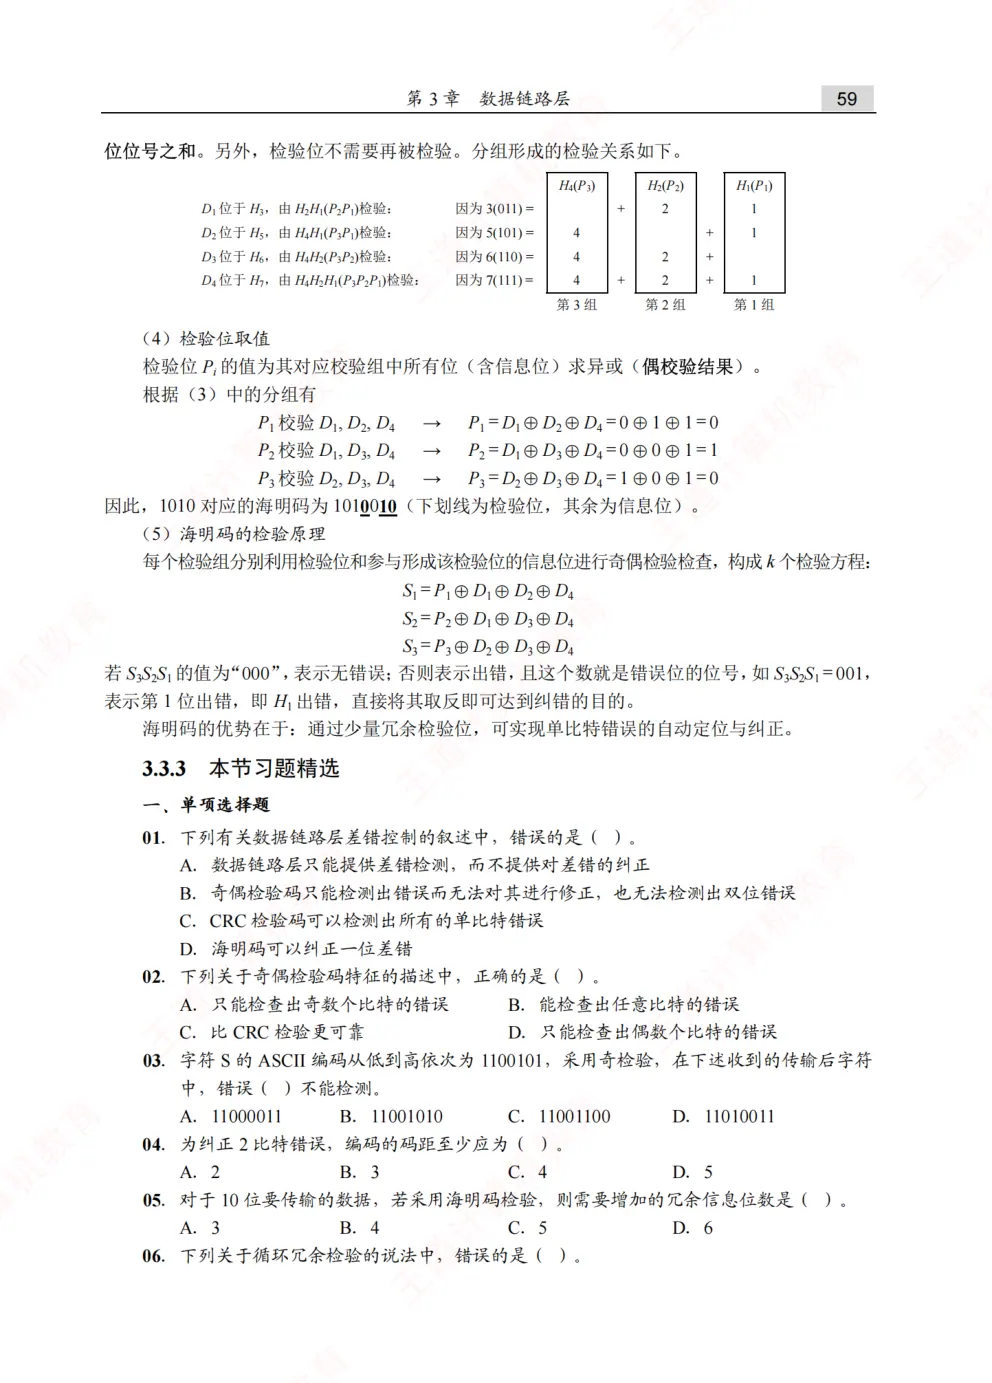 第 3 章 数据链路层 59
位位号之和。另外，检验位不需要再被检验。分组形成的检验关系如下。
H₄(P₃) H₂(P₂) H₁(P₁)
D₁位于 H₃，由 H₂H₁(P₂P₁)检验： 因为 3(011) = + 2 1
D₂位于 H₅，由 H₄H₁(P₃P₁)检验： 因为 5(101) = 4 + 1
D₃位于 H₆，由 H₄H₂(P₃P₂)检验： 因为 6(110) = 4 2 +
D₄位于 H₇，由 H₄H₂H₁(P₃P₂P₁)检验： 因为 7(111) = 4 + 2 + 1
第 3 组 第 2 组 第 1 组
（4）检验位取值
检验位 Pᵢ 的值为其对应校验组中所有位（含信息位）求异或（偶校验结果）。
根据（3）中的分组有
P₁校验 D₁, D₂, D₄ → P₁ = D₁⊕D₂⊕D₄ = 0⊕1⊕1 = 0
P₂校验 D₁, D₃, D₄ → P₂ = D₁⊕D₃⊕D₄ = 0⊕0⊕1 = 1
P₃校验 D₂, D₃, D₄ → P₃ = D₂⊕D₃⊕D₄ = 1⊕0⊕1 = 0
因此，1010 对应的海明码为 1010010（下划线为检验位，其余为信息位）。
（5）海明码的检验原理
每个检验组分别利用检验位和参与形成该检验位的信息位进行奇偶检验检查，构成 k 个检验方程：
S₁ = P₁⊕D₁⊕D₂⊕D₄
S₂ = P₂⊕D₁⊕D₃⊕D₄
S₃ = P₃⊕D₂⊕D₃⊕D₄
若 S₃S₂S₁ 的值为“000”，表示无错误；否则表示出错，且这个数就是错误位的位号，如 S₃S₂S₁ = 001，
表示第 1 位出错，即 H₁出错，直接将其取反即可达到纠错的目的。
海明码的优势在于：通过少量冗余检验位，可实现单比特错误的自动定位与纠正。
3.3.3 本节习题精选
一、单项选择题
01. 下列有关数据链路层差错控制的叙述中，错误的是（ ）。
A. 数据链路层只能提供差错检测，而不提供对差错的纠正
B. 奇偶检验码只能检测出错误而无法对其进行修正，也无法检测出双位错误
C. CRC 检验码可以检测出所有的单比特错误
D. 海明码可以纠正一位差错
02. 下列关于奇偶检验码特征的描述中，正确的是（ ）。
A. 只能检查出奇数个比特的错误 B. 能检查出任意比特的错误
C. 比 CRC 检验更可靠 D. 只能检查出偶数个比特的错误
03. 字符 S 的 ASCII 编码从低到高依次为 1100101，采用奇检验，在下述收到的传输后字符
中，错误（ ）不能检测。
A. 11000011 B. 11001010 C. 11001100 D. 11010011
04. 为纠正 2 比特错误，编码的码距至少应为（ ）。
A. 2 B. 3 C. 4 D. 5
05. 对于 10 位要传输的数据，若采用海明码检验，则需要增加的冗余信息位数是（ ）。
A. 3 B. 4 C. 5 D. 6
06. 下列关于循环冗余检验的说法中，错误的是（ ）。